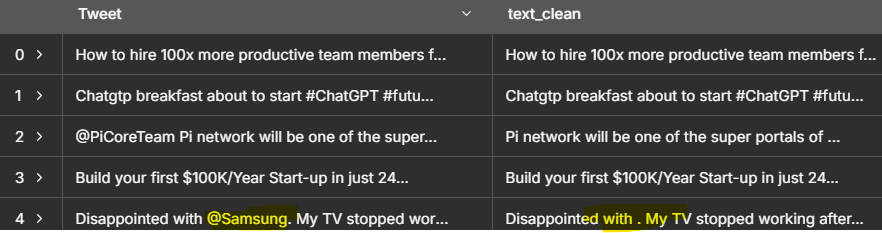 Tweet text_clean
0 How to hire 100x more productive team members f... How to hire 100x more productive team members f...
1 Chatgtp breakfast about to start #ChatGPT #futu... Chatgtp breakfast about to start #ChatGPT #futu...
2 @PiCoreTeam Pi network will be one of the super... Pi network will be one of the super portals of ...
3 Build your first $100K/Year Start-up in just 24... Build your first $100K/Year Start-up in just 24...
4 Disappointed with @Samsung. My TV stopped wor... Disappointed with . My TV stopped working after...